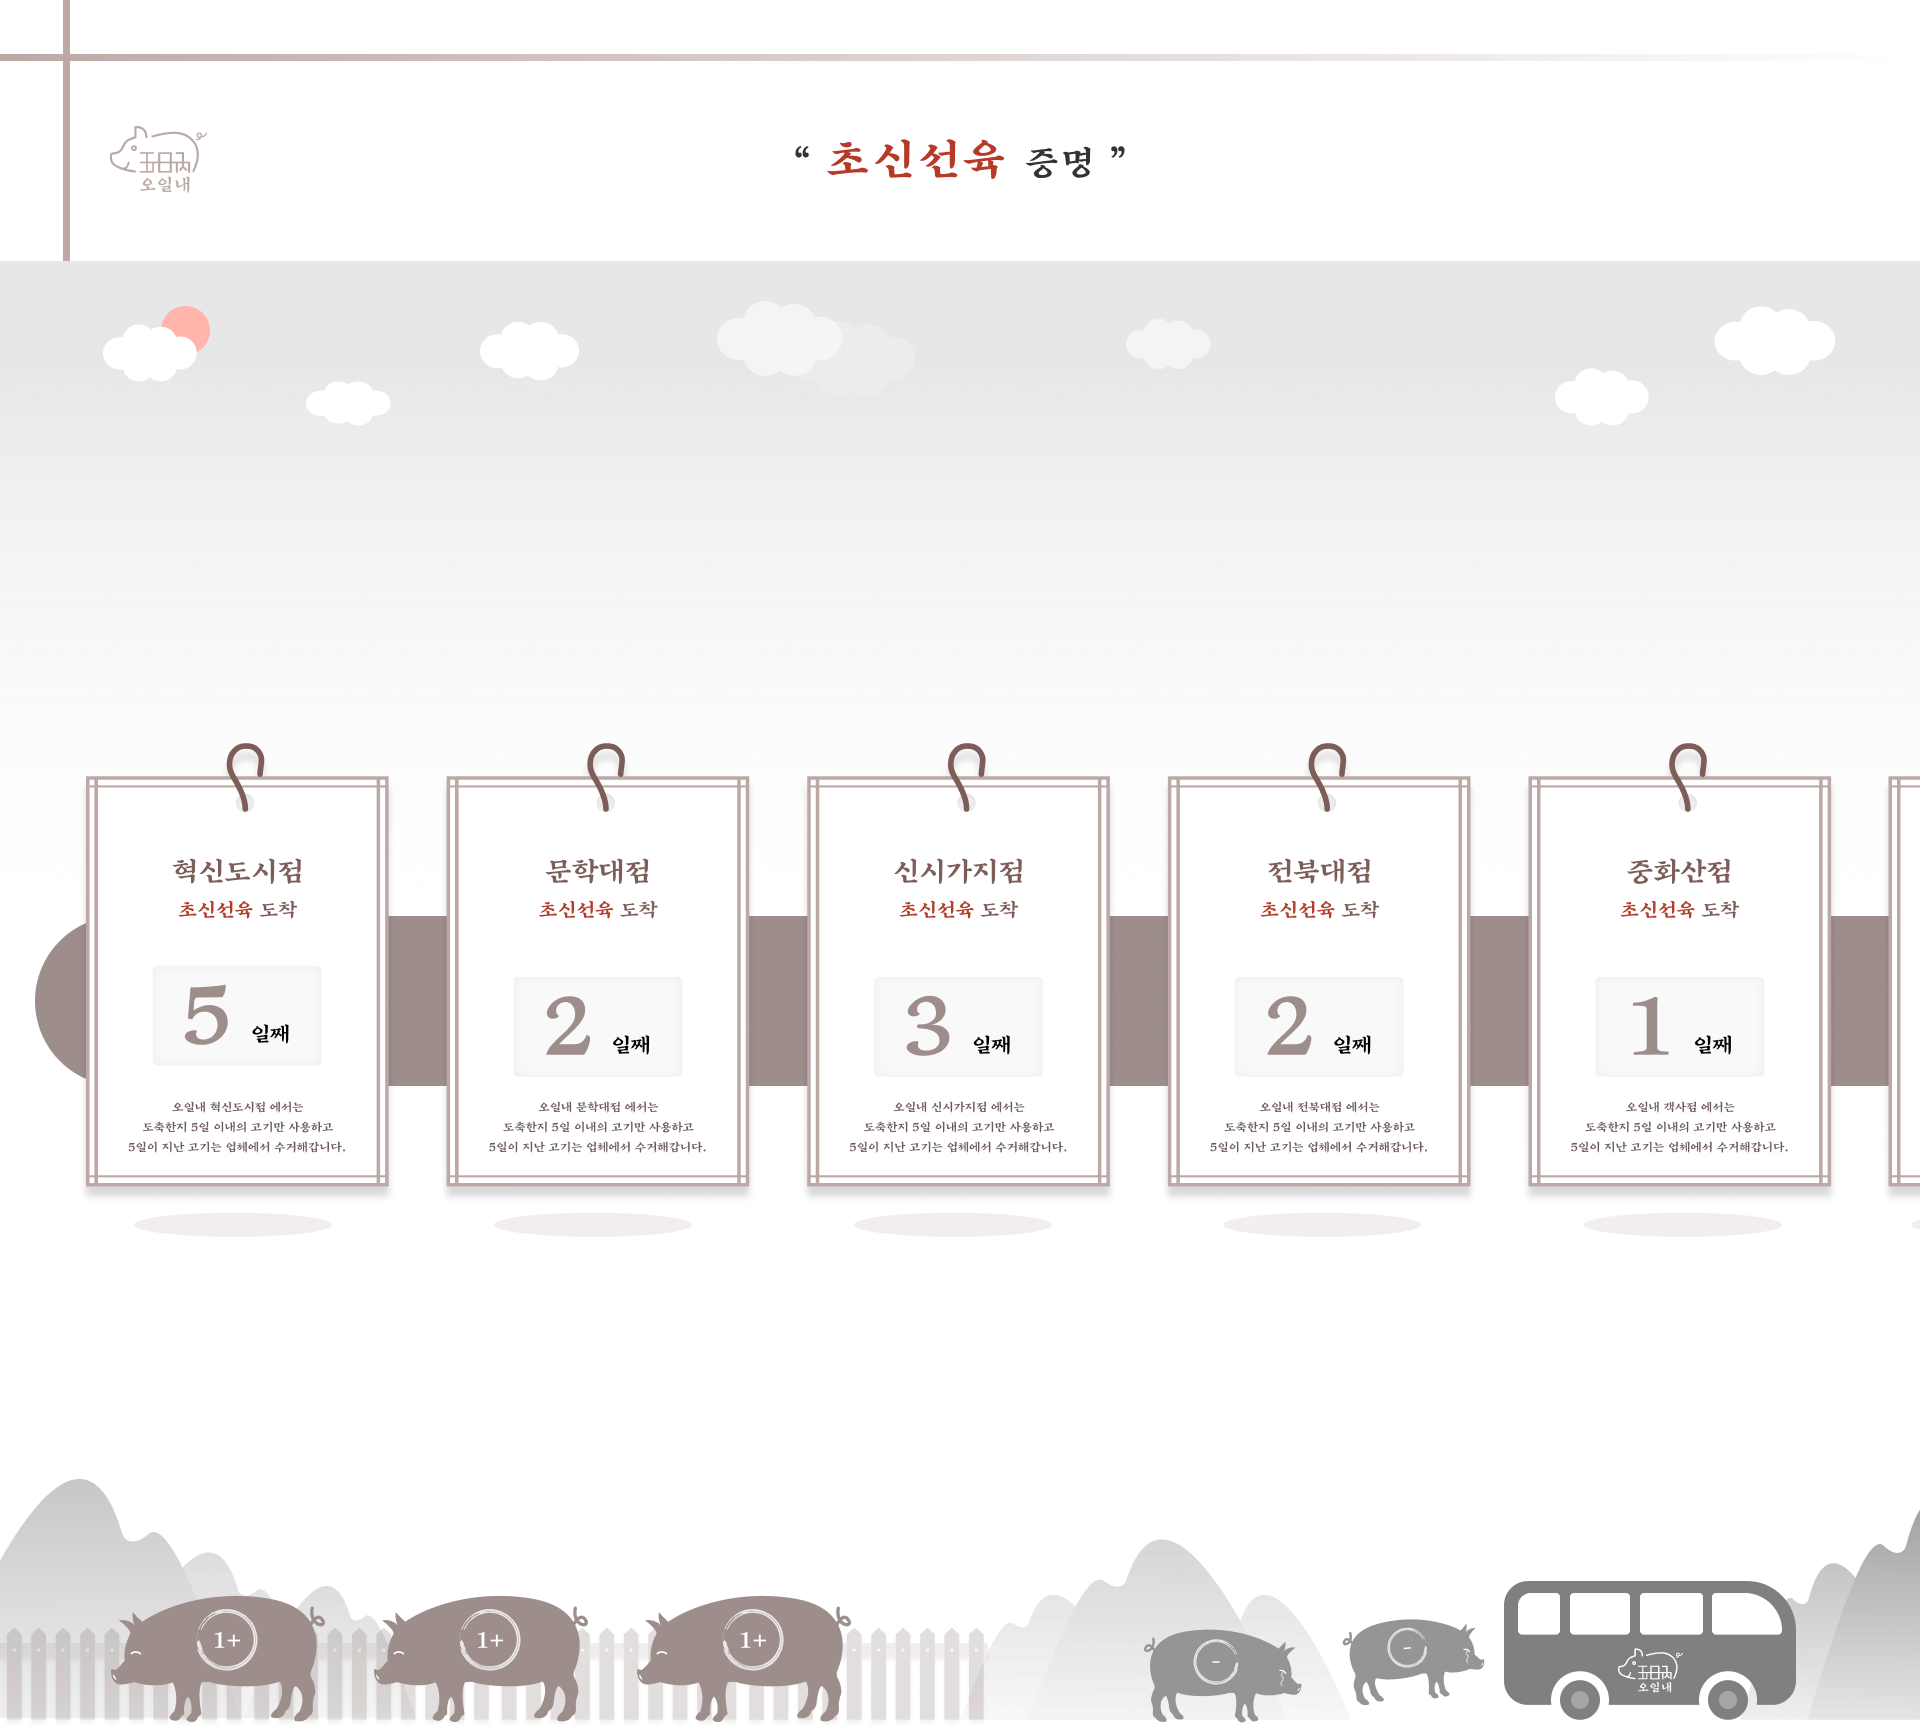 五日內
오일내
“ 초신선육 증명 ”
혁신도시점
초신선육 도착
5 일째
오일내 혁신도시점 에서는
도축한지 5일 이내의 고기만 사용하고
5일이 지난 고기는 업체에서 수거해갑니다.
문학대점
초신선육 도착
2 일째
오일내 문학대점 에서는
도축한지 5일 이내의 고기만 사용하고
5일이 지난 고기는 업체에서 수거해갑니다.
신시가지점
초신선육 도착
3 일째
오일내 신시가지점 에서는
도축한지 5일 이내의 고기만 사용하고
5일이 지난 고기는 업체에서 수거해갑니다.
전북대점
초신선육 도착
2 일째
오일내 전북대점 에서는
도축한지 5일 이내의 고기만 사용하고
5일이 지난 고기는 업체에서 수거해갑니다.
중화산점
초신선육 도착
1 일째
오일내 객사점 에서는
도축한지 5일 이내의 고기만 사용하고
5일이 지난 고기는 업체에서 수거해갑니다.
1+
1+
1+
-
-
五日內
오일내